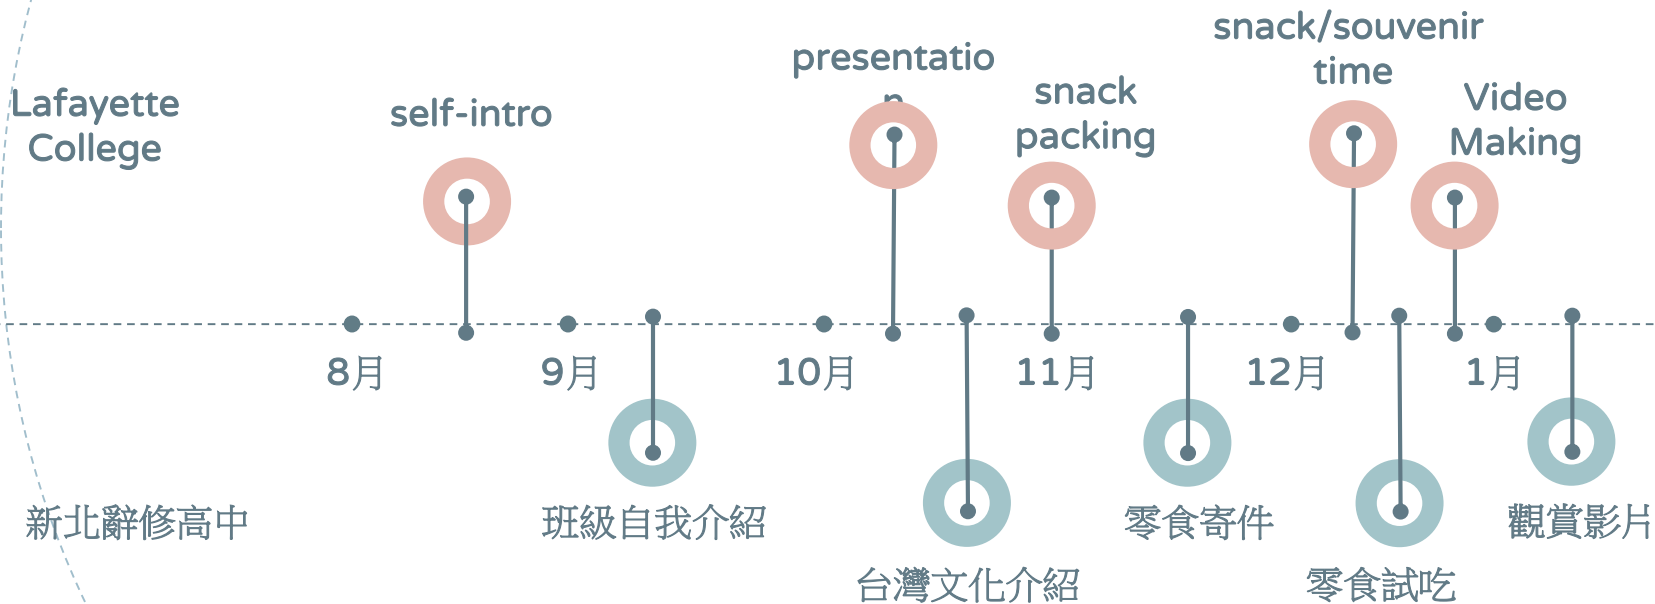 Lafayette
College
self-intro
presentatio
n
snack
packing
snack/souvenir
time
Video
Making
8月
9月
10月
11月
12月
1月
新北辭修高中
班級自我介紹
台灣文化介紹
零食寄件
零食試吃
觀賞影片